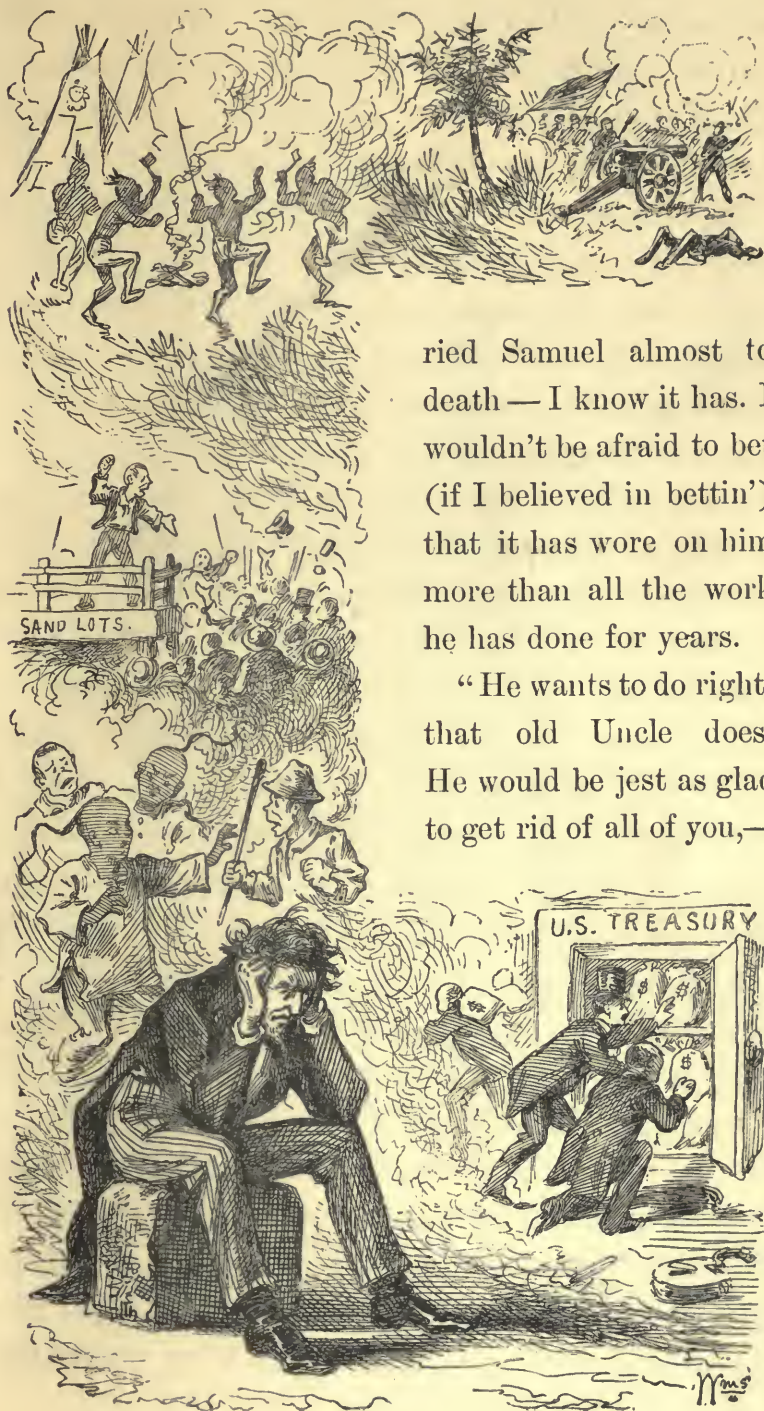 ried Samuel almost to
death — I know it has. I
wouldn't be afraid to bet
(if I believed in bettin')
that it has wore on him
more than all the work
he has done for years.
SAND LOTS.
"He wants to do right,
that old Uncle does.
He would be jest as glad
to get rid of all of you,—
U.S. TREASURY
$
$
$
$
Wms